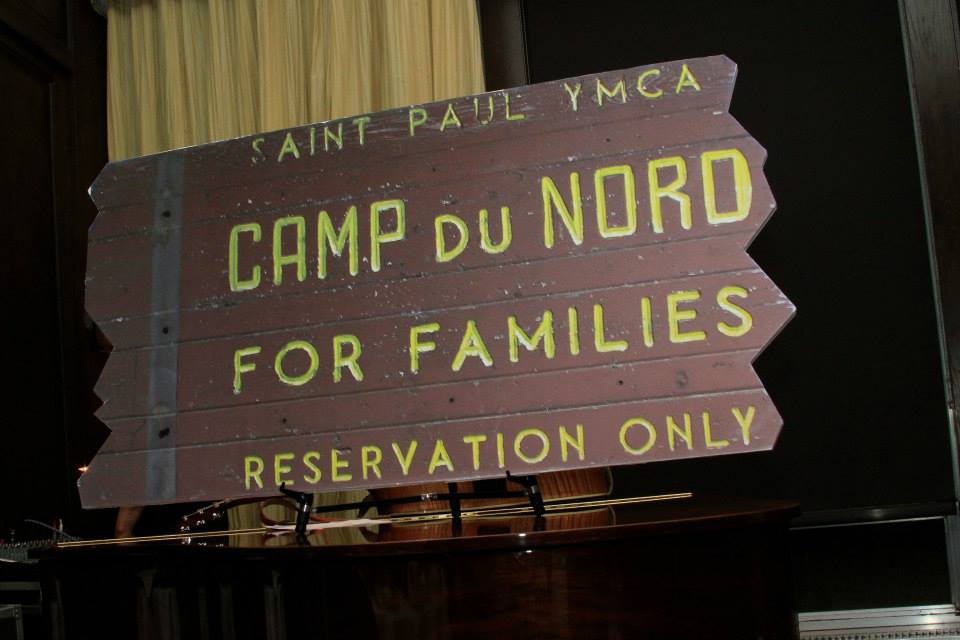 SAINT PAUL YMCA
CAMP DU NORD
FOR FAMILIES
RESERVATION ONLY